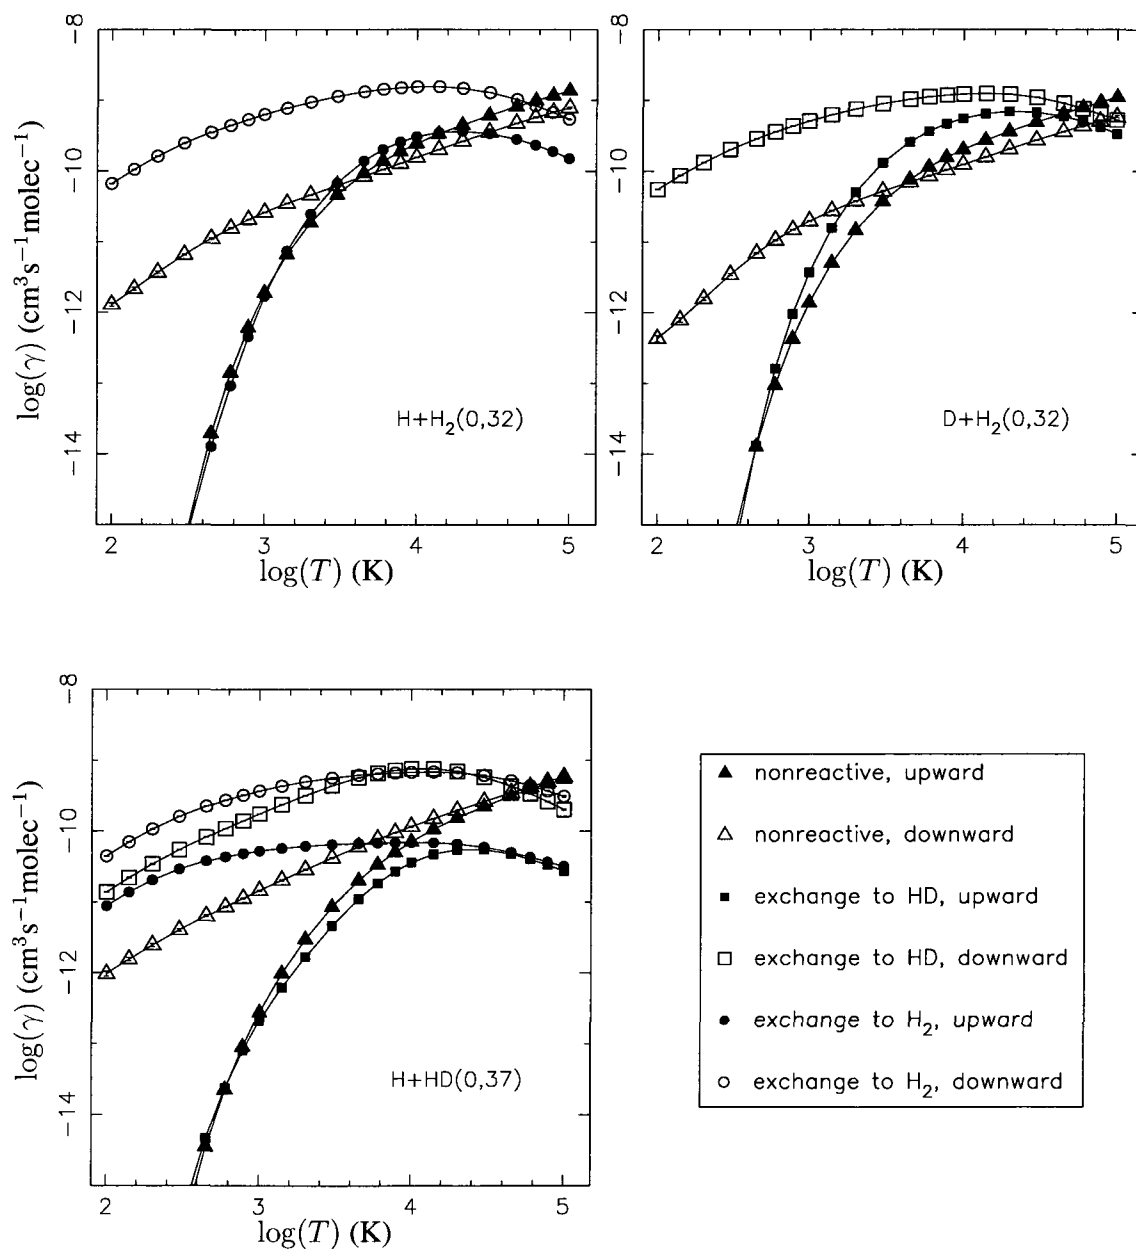 −8
−10
−12
−14
log(γ) (cm³s⁻¹molec⁻¹)
H+H₂(0,32)
2 3 4 5
log(T) (K)
−8
−10
−12
−14
D+H₂(0,32)
2 3 4 5
log(T) (K)
−8
−10
−12
−14
log(γ) (cm³s⁻¹molec⁻¹)
H+HD(0,37)
2 3 4 5
log(T) (K)
nonreactive, upward
nonreactive, downward
exchange to HD, upward
exchange to HD, downward
exchange to H₂, upward
exchange to H₂, downward